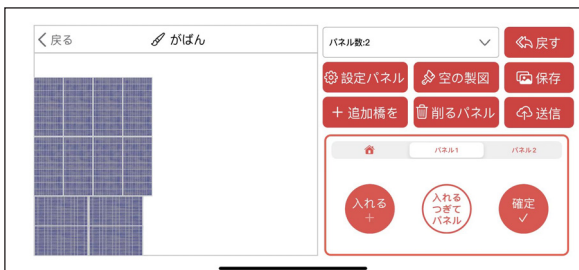 戻る
がばん
パネル数:2
戻す
設定パネル
空の製図
保存
+ 追加橋を
削るパネル
送信
パネル1
パネル2
入れる
+
入れる
つぎて
パネル
確定